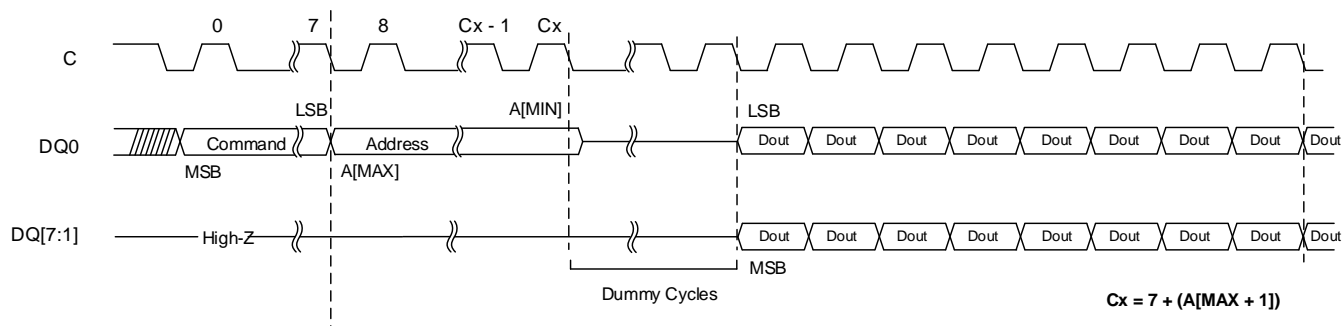 0 7 8 Cx - 1 Cx
C
LSB A[MIN] LSB
DQ0 Command Address Dout Dout Dout Dout Dout Dout Dout Dout Dout
MSB A[MAX]
DQ[7:1] High-Z Dout Dout Dout Dout Dout Dout Dout Dout Dout
MSB
Dummy Cycles
Cx = 7 + (A[MAX + 1])